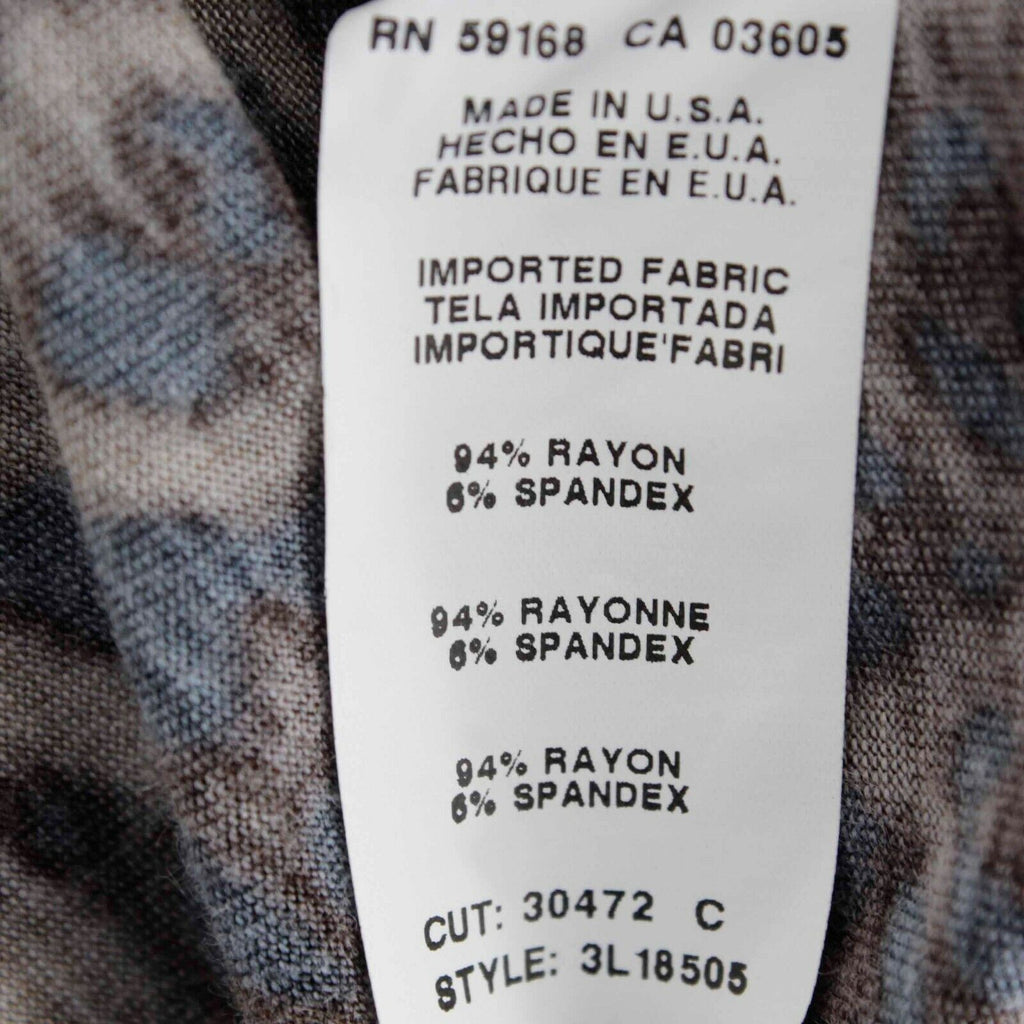 RN 59168 CA 03605
MADE IN U.S.A.
HECHO EN E.U.A.
FABRIQUE EN E.U.A.
IMPORTED FABRIC
TELA IMPORTADA
IMPORTIQUE'FABRI
94% RAYON
6% SPANDEX
94% RAYONNE
6% SPANDEX
94% RAYON
6% SPANDEX
CUT: 30472 C
STYLE: 3L18505